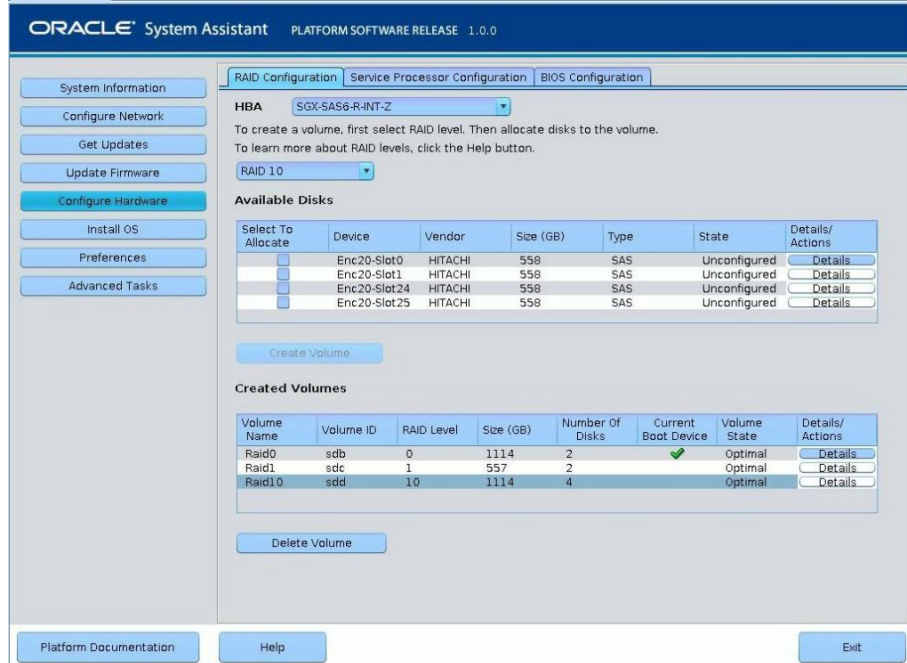 ORACLE System Assistant PLATFORM SOFTWARE RELEASE 1.0.0
System Information
Configure Network
Get Updates
Update Firmware
Configure Hardware
Install OS
Preferences
Advanced Tasks
RAID Configuration Service Processor Configuration BIOS Configuration
HBA SGX-SAS6-R-INT-Z
To create a volume, first select RAID level. Then allocate disks to the volume.
To learn more about RAID levels, click the Help button.
RAID 10
Available Disks
Select To Allocate Device Vendor Size (GB) Type State Details/ Actions
Enc20-Slot0 HITACHI 558 SAS Unconfigured Details
Enc20-Slot1 HITACHI 558 SAS Unconfigured Details
Enc20-Slot24 HITACHI 558 SAS Unconfigured Details
Enc20-Slot25 HITACHI 558 SAS Unconfigured Details
Create Volume
Created Volumes
Volume Name Volume ID RAID Level Size (GB) Number Of Disks Current Boot Device Volume State Details/ Actions
Raid0 sdb 0 1114 2 Optimal Details
Raid1 sdc 1 557 2 Optimal Details
Raid10 sdd 10 1114 4 Optimal Details
Delete Volume
Platform Documentation Help Exit